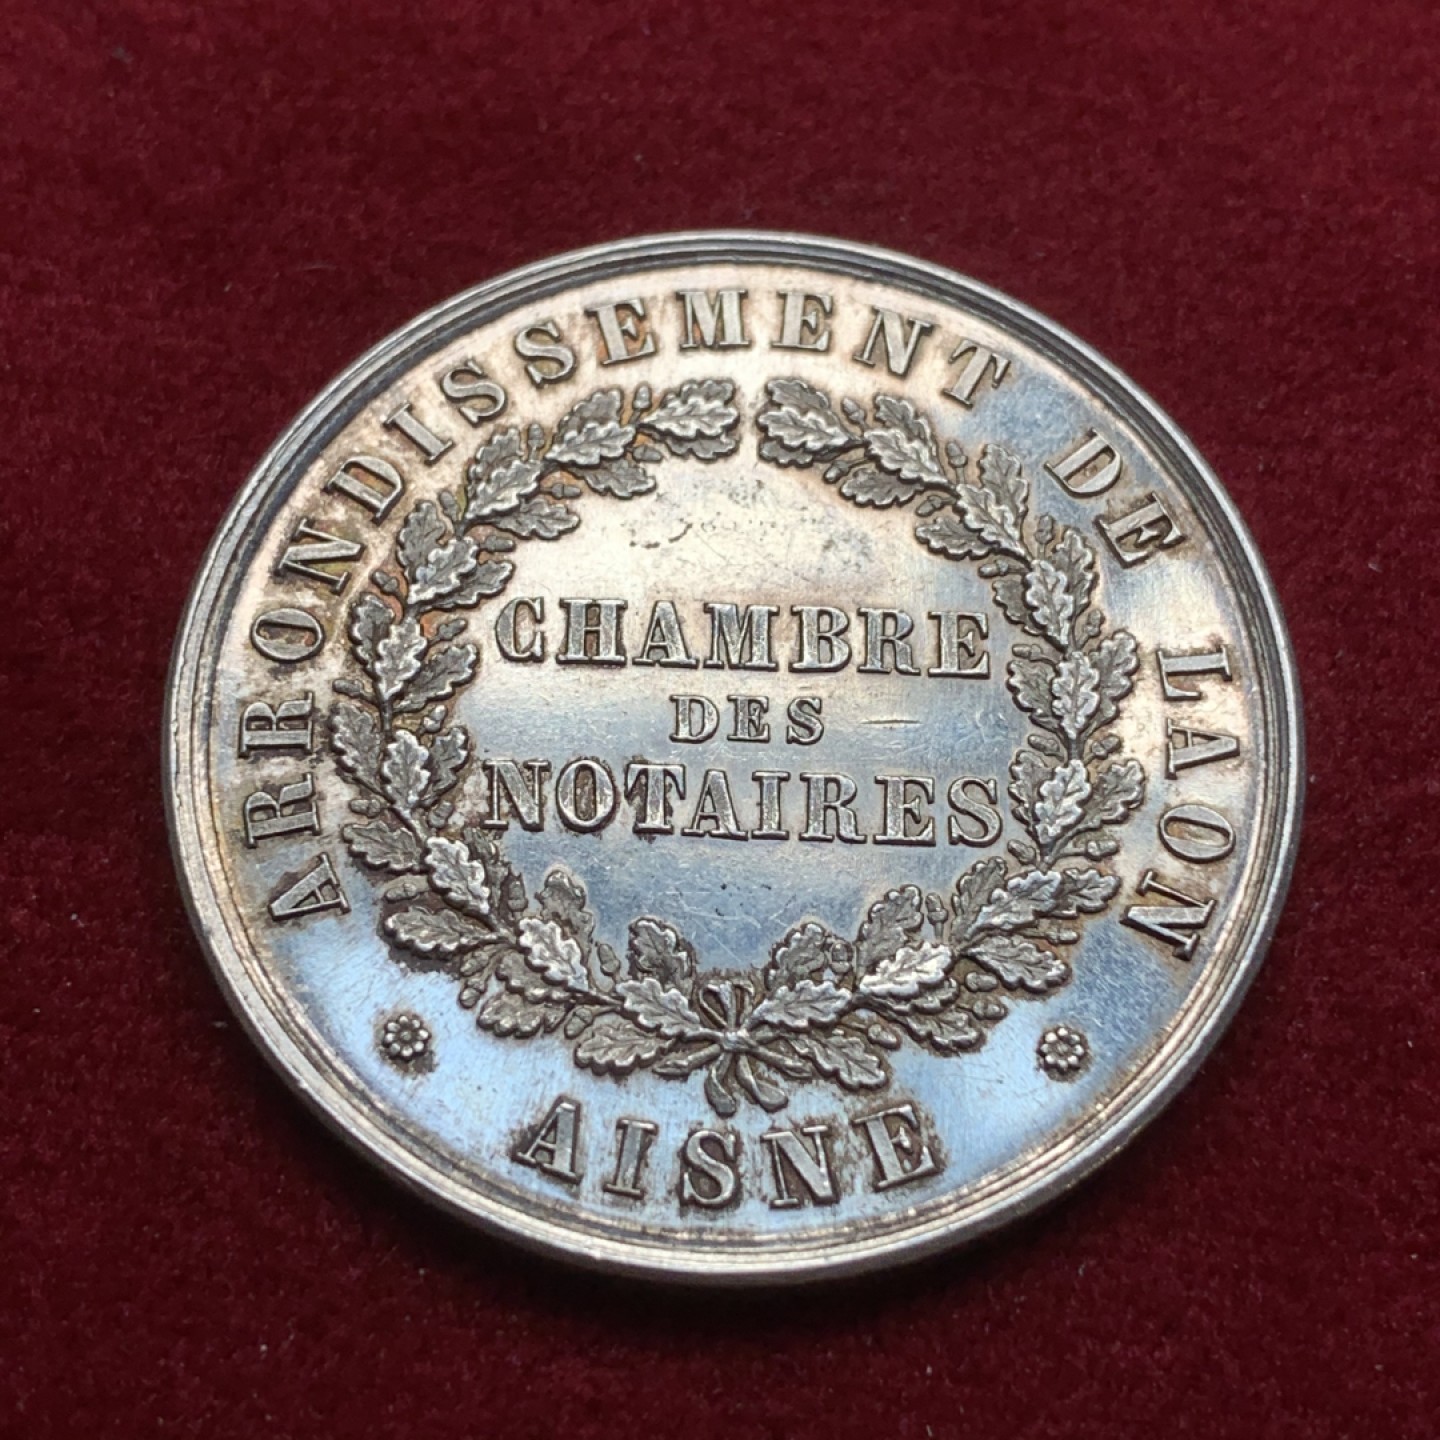 ARRONDISSEMENT DE LAON
CHAMBRE
DES
NOTAIRES
AISNE